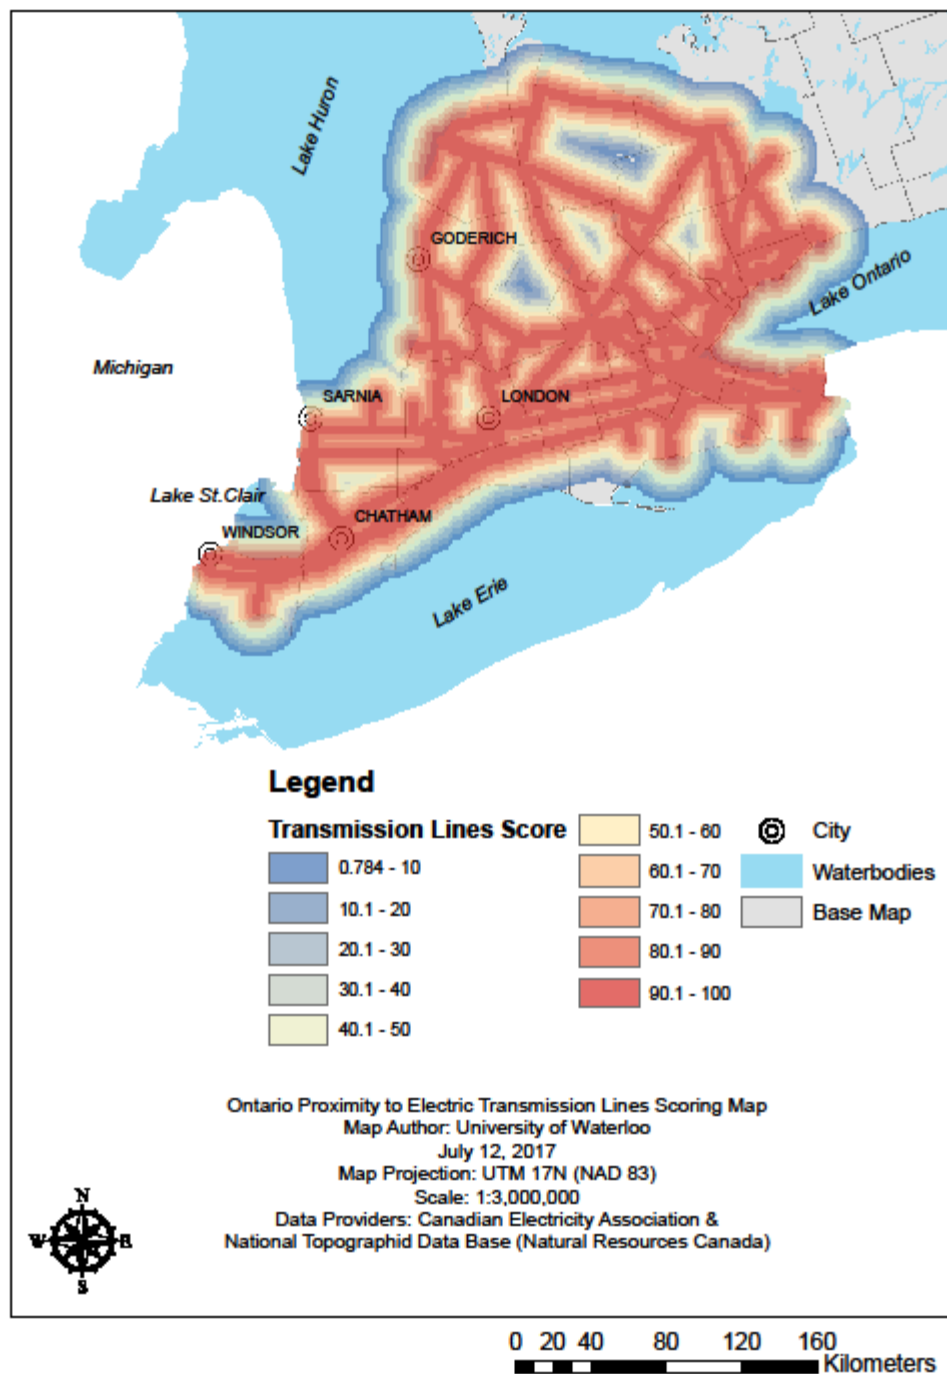 Lake Huron
GODERICH
Lake Ontario
Michigan
SARNIA
LONDON
Lake St.Clair
CHATHAM
WINDSOR
Lake Erie
Legend
Transmission Lines Score
0.784 - 10
10.1 - 20
20.1 - 30
30.1 - 40
40.1 - 50
50.1 - 60
60.1 - 70
70.1 - 80
80.1 - 90
90.1 - 100
City
Waterbodies
Base Map
Ontario Proximity to Electric Transmission Lines Scoring Map
Map Author: University of Waterloo
July 12, 2017
Map Projection: UTM 17N (NAD 83)
Scale: 1:3,000,000
Data Providers: Canadian Electricity Association &
National Topographid Data Base (Natural Resources Canada)
N
W E
S
0 20 40 80 120 160
Kilometers